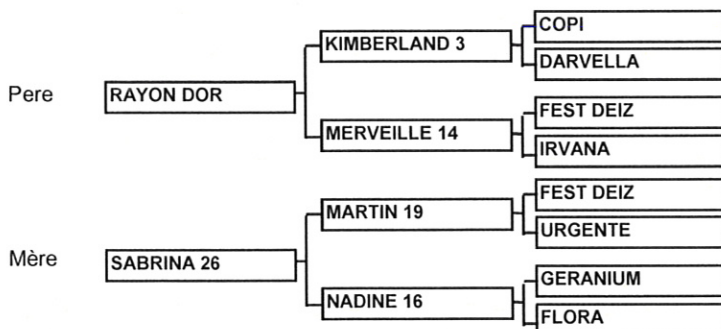 COPI
KIMBERLAND 3
DARVELLA
Pere
RAYON DOR
FEST DEIZ
MERVEILLE 14
IRVANA
FEST DEIZ
MARTIN 19
URGENTE
Mère
SABRINA 26
GERANIUM
NADINE 16
FLORA